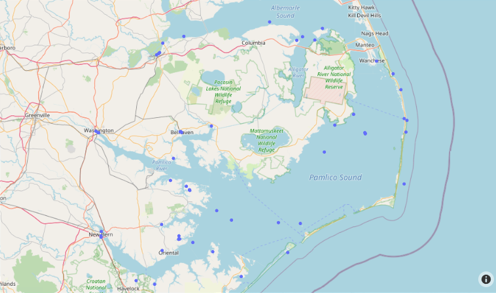 Kitty Hawk
Kill Devil Hills
Albemarle
Sound
Nags Head
Columbia
Manteo
Wanchese
Alligator
River National
Wildlife
Reserve
Pocosin
Lakes National
Wildlife
Refuge
Greenville
Washington
Belhaven
Mattamuskeet
National
Wildlife
Refuge
Pamlico Sound
New Bern
Oriental
Croatan
National
Havelock